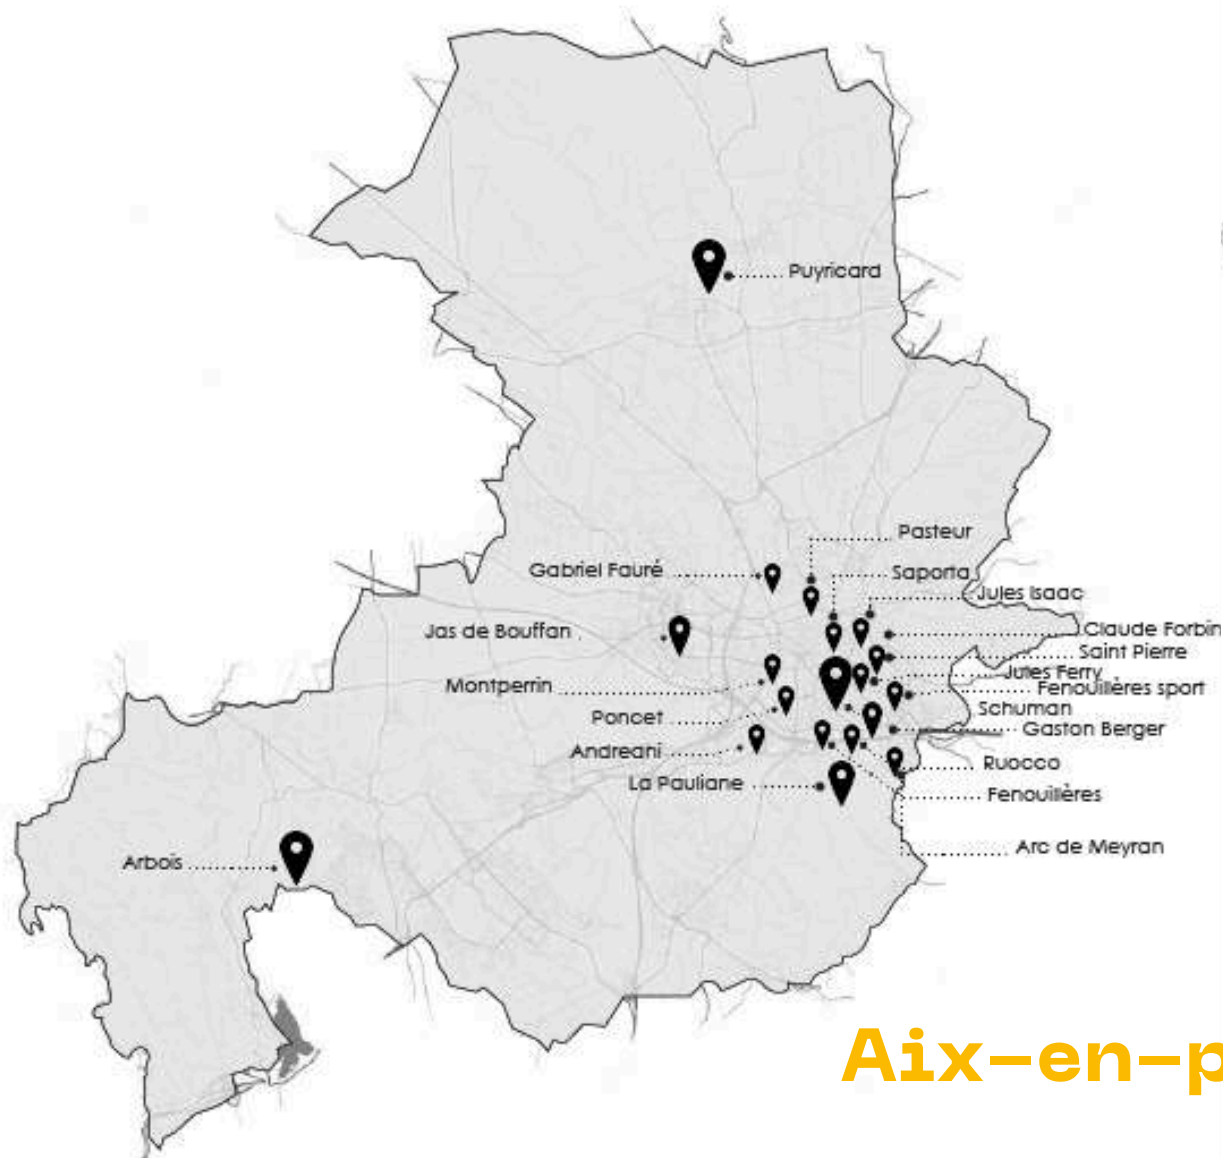 Puyricard
Pasteur
Gabriel Fauré
Saporta
Jules Isaac
Jas de Bouffan
Claude Forbin
Saint Pierre
Jules Ferry
Montperrin
Fenouillères sport
Schuman
Poncet
Gaston Berger
Andreani
Ruocco
La Pauliane
Fenouillères
Arc de Meyran
Arbois
Aix-en-p